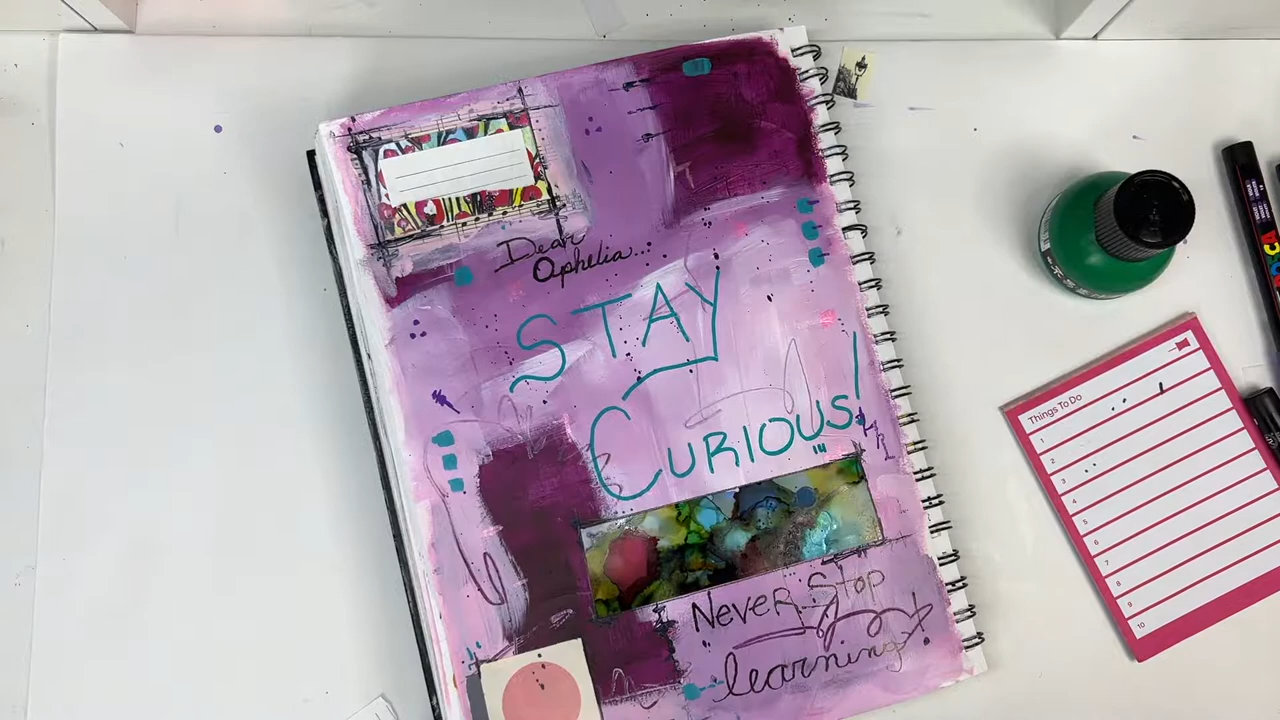 Dear
Ophelia...
STAY
CURIOUS!
NEVER STOP
learning!
Things To Do
1
2
3
4
5
6
7
8
9
10